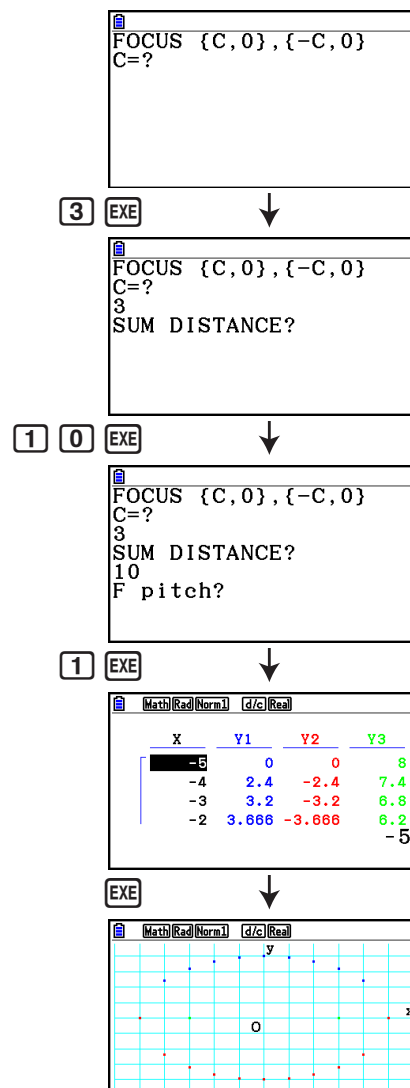 FOCUS {C,0},{-C,0}
C=?
3 EXE
FOCUS {C,0},{-C,0}
C=?
3
SUM DISTANCE?
1 0 EXE
FOCUS {C,0},{-C,0}
C=?
3
SUM DISTANCE?
10
F pitch?
1 EXE
Math Rad Norm1 d/c Real
X Y1 Y2 Y3
-5 0 0 8
-4 2.4 -2.4 7.4
-3 3.2 -3.2 6.8
-2 3.666 -3.666 6.2
-5
EXE
Math Rad Norm1 d/c Real
y
x
O